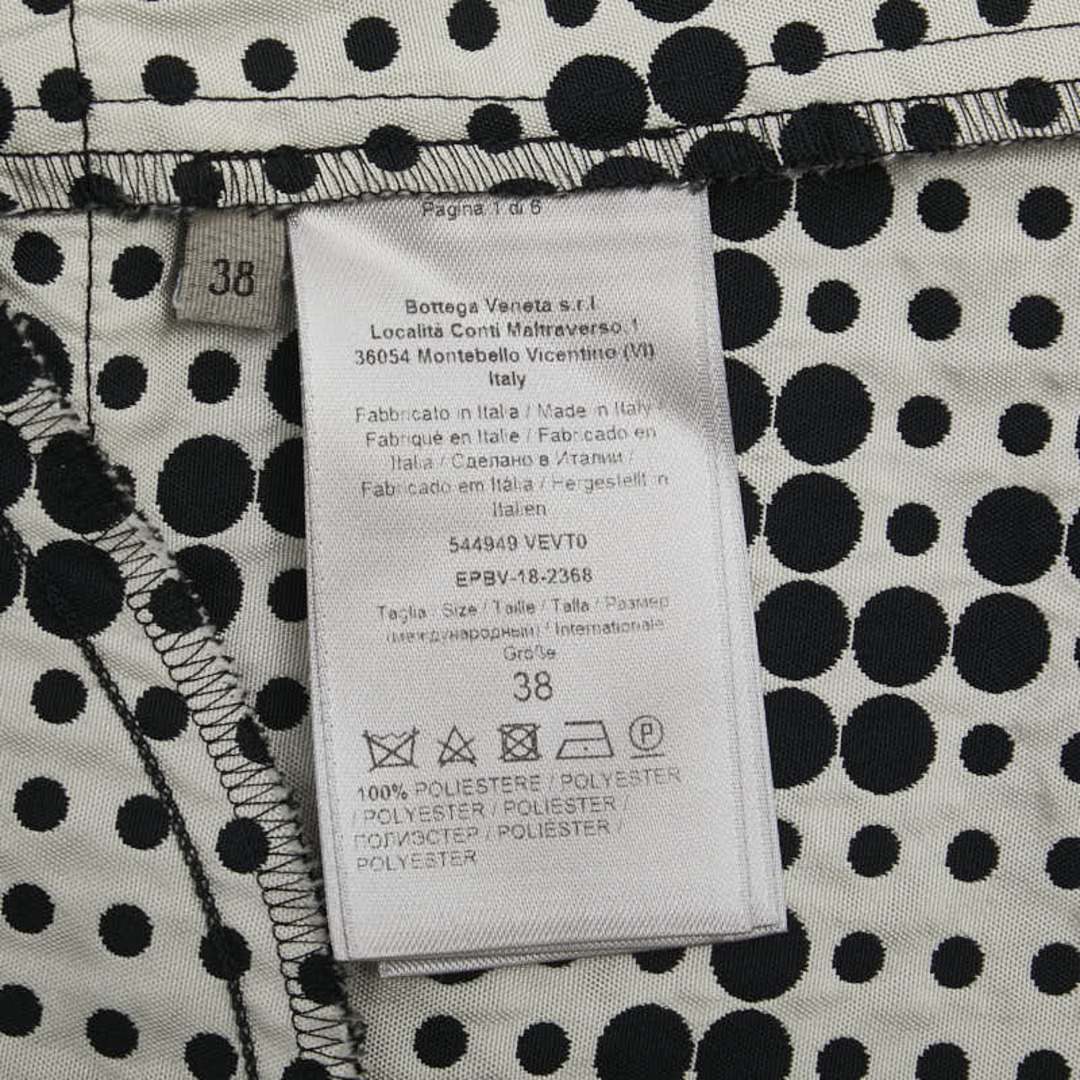 38
Pagina 1 di 6
Bottega Veneta s.r.l.
Località Conti Maltraverso,1
36054 Montebello Vicentino (VI)
Italy
Fabbricato in Italia / Made in Italy /
Fabriqué en Italie / Fabricado en
Italia / Сделано в Италии /
Fabricado em Itália / Hergestellt in
Italien
544949 VEVT0
EPBV-18-2368
Taglia / Size / Taille / Talla / Размер
(международный) / Internationale
Größe
38
P
100% POLIESTERE / POLYESTER
/ POLYESTER / POLIÉSTER /
ПОЛИЭСТЕР / POLIÉSTER /
POLYESTER